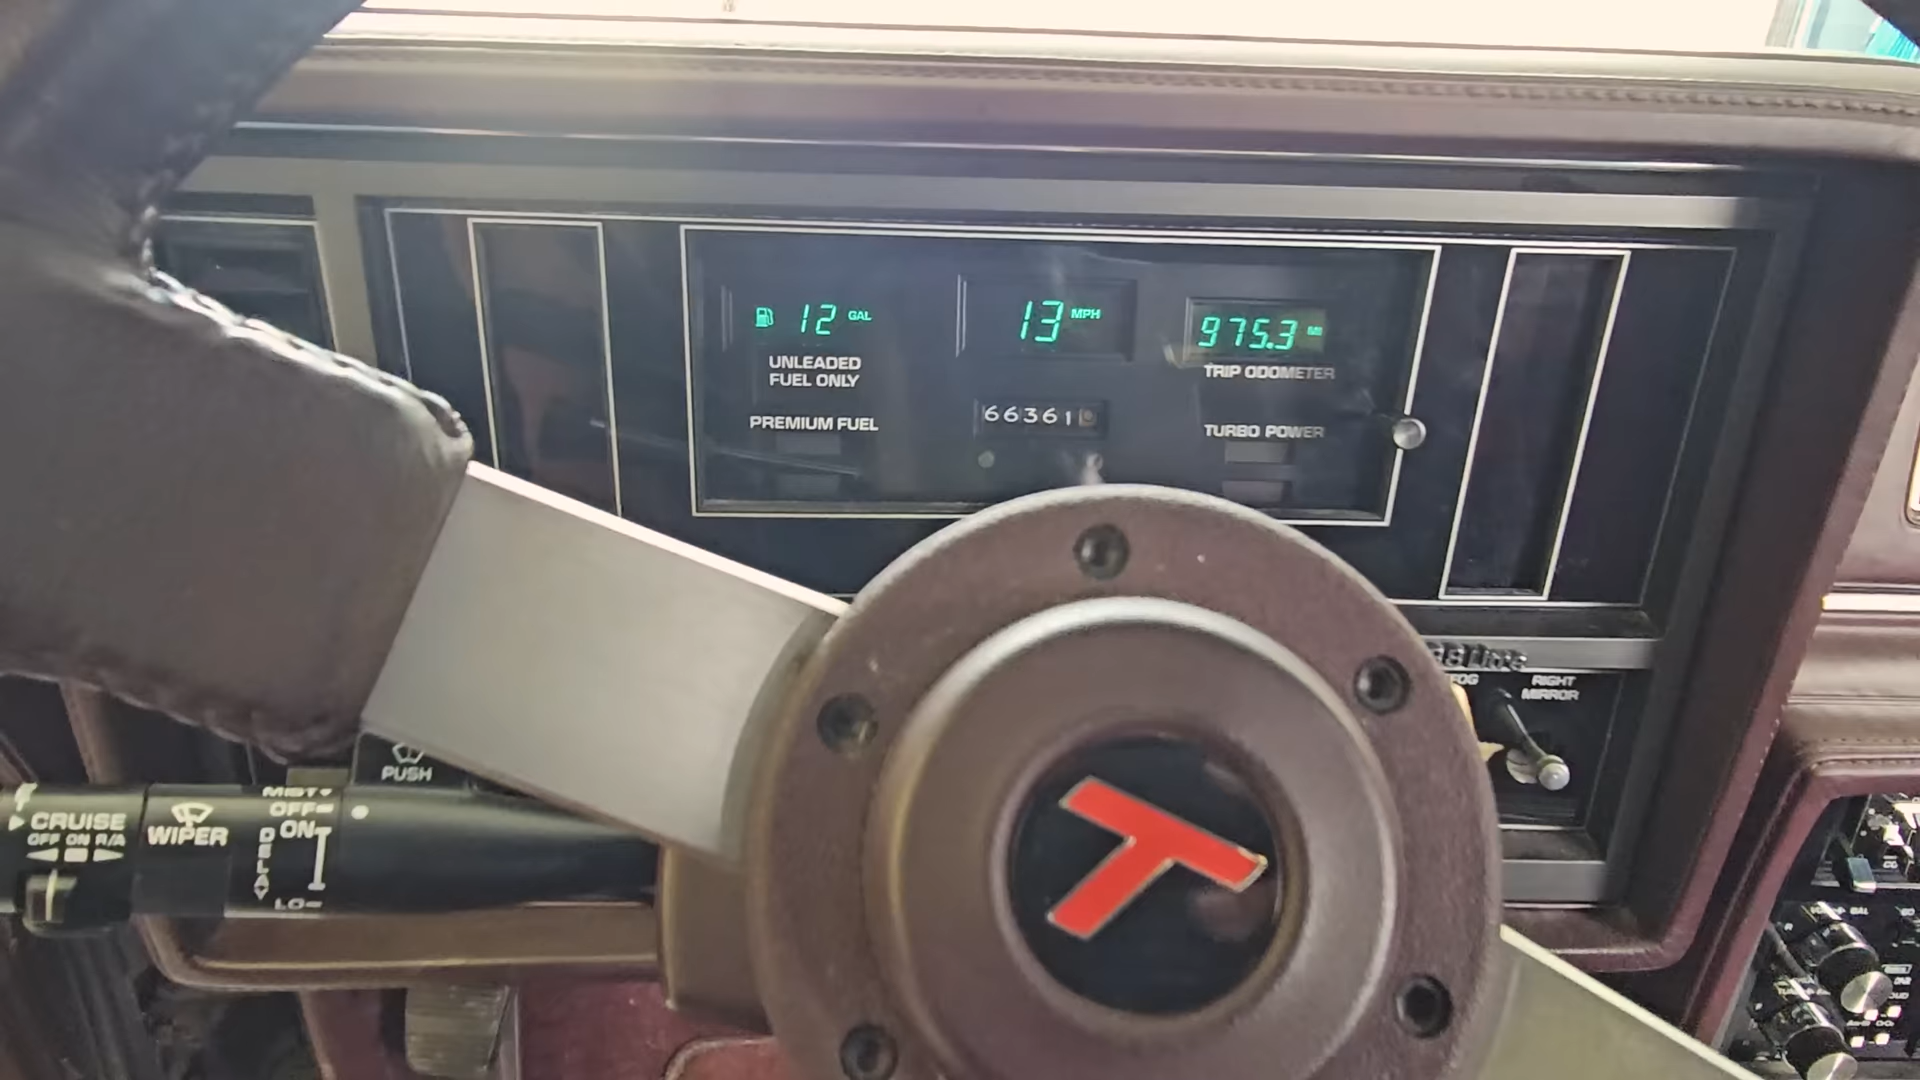 12 GAL
13 MPH
975.3 MI
UNLEADED
FUEL ONLY
TRIP ODOMETER
66361
PREMIUM FUEL
TURBO POWER
RIGHT
MIRROR
PUSH
MIST
OFF
ON
DELAY
LO
CRUISE
OFF ON R/A
WIPER
T